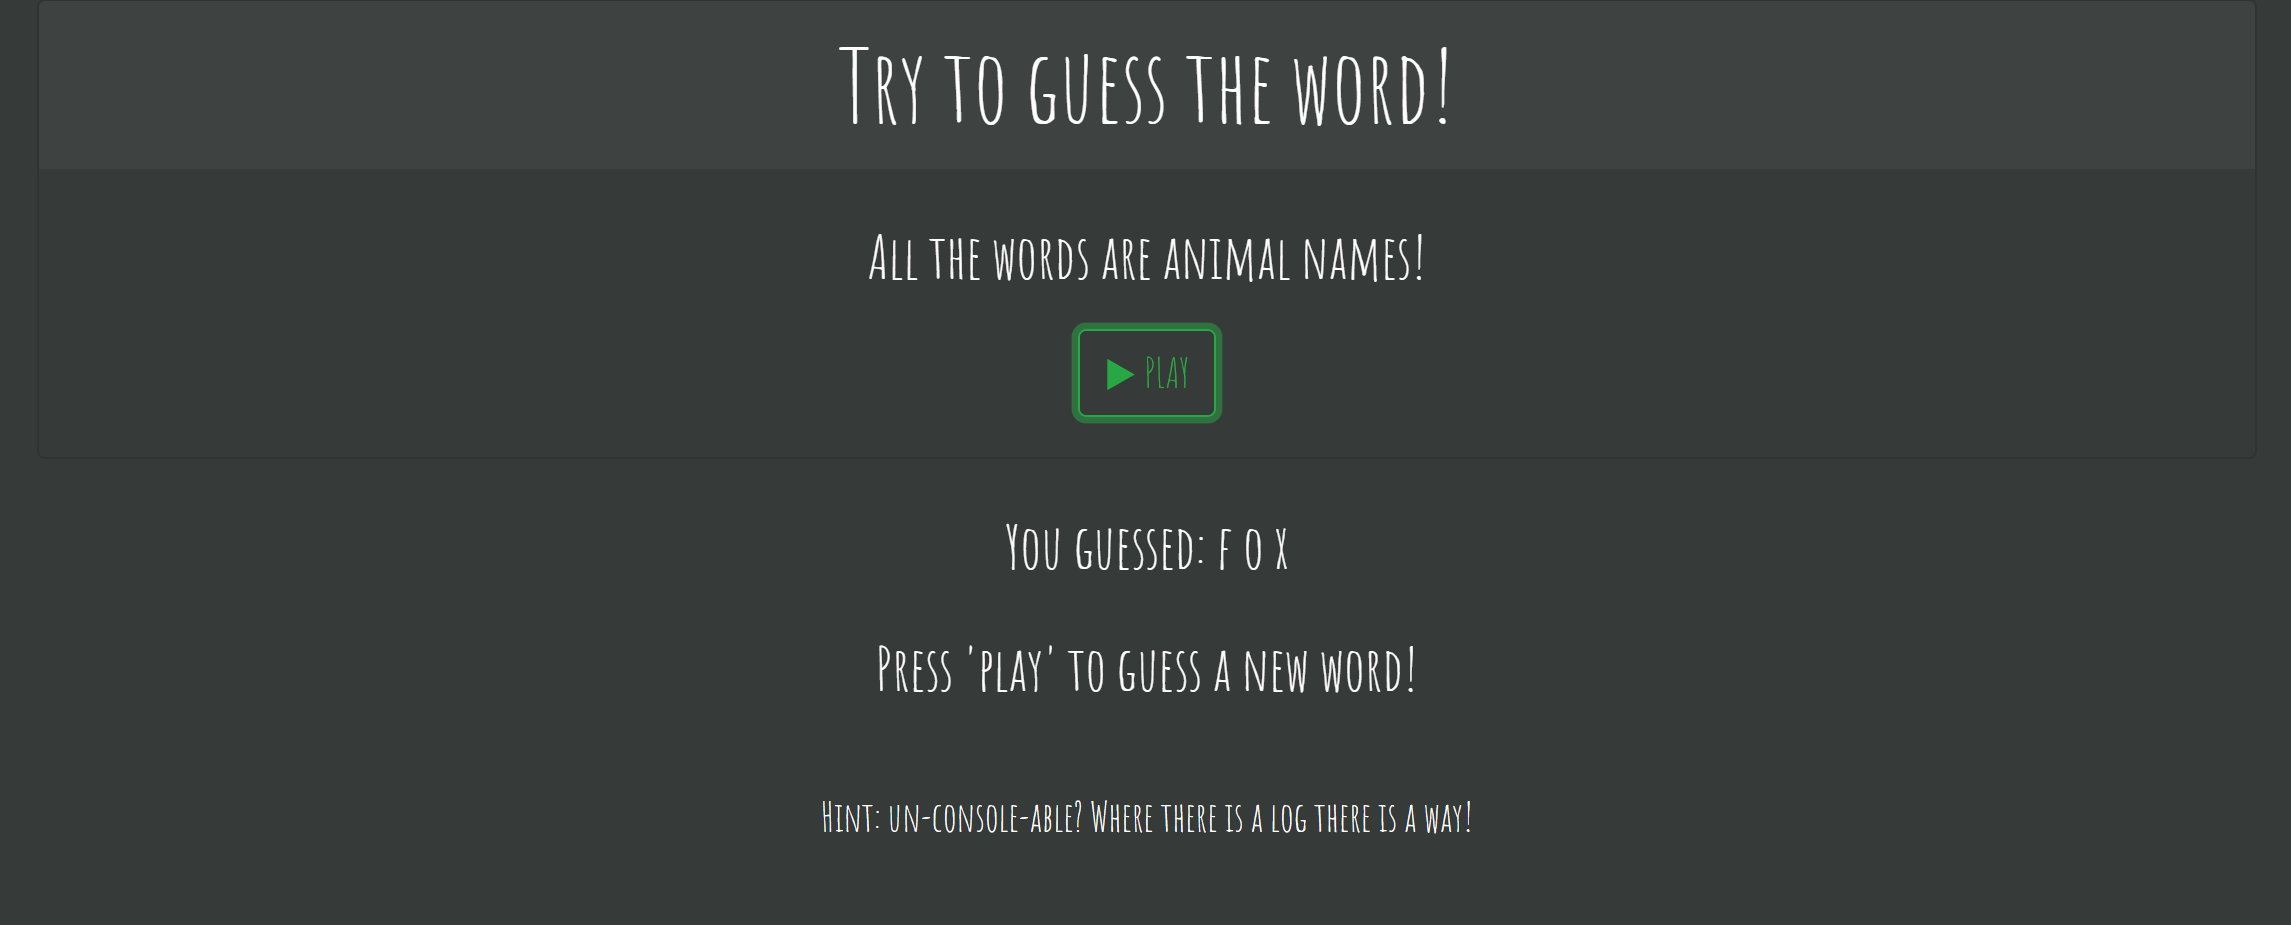 Try to guess the word!
All the words are animal names!
▶ PLAY
You guessed: f o x
Press 'play' to guess a new word!
Hint: un-console-able? Where there is a log there is a way!